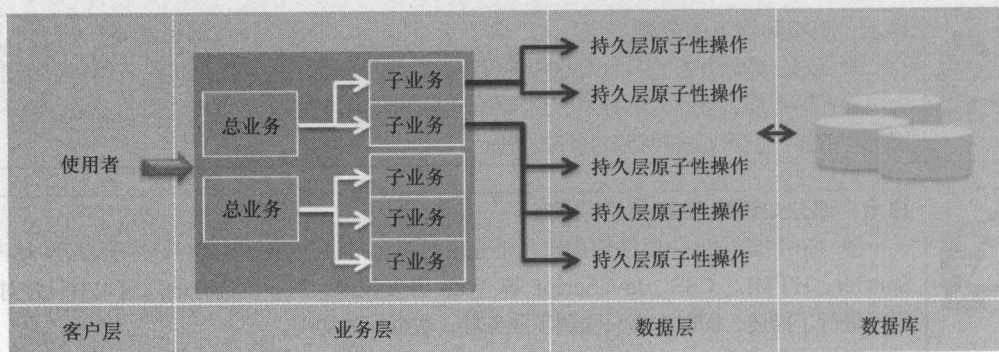 持久层原子性操作
子业务
持久层原子性操作
总业务
子业务
使用者
持久层原子性操作
子业务
总业务
子业务
持久层原子性操作
子业务
持久层原子性操作
客户层
业务层
数据层
数据库